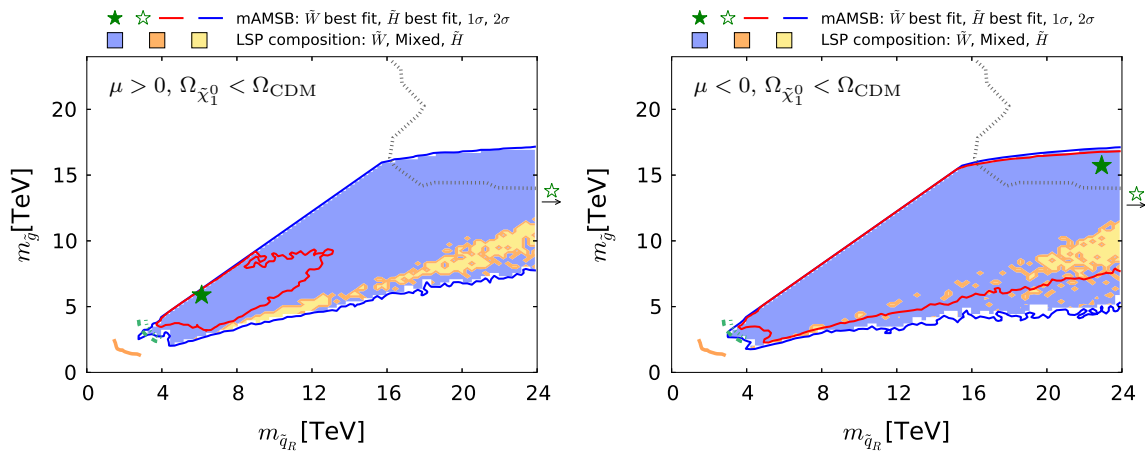 mAMSB: W̃ best fit, H̃ best fit, 1σ, 2σ
LSP composition: W̃, Mixed, H̃
μ > 0, Ω_χ̃₁⁰ < Ω_CDM
20
15
10
5
0
m_g̃ [TeV]
0 4 8 12 16 20 24
m_q̃_R [TeV]
mAMSB: W̃ best fit, H̃ best fit, 1σ, 2σ
LSP composition: W̃, Mixed, H̃
μ < 0, Ω_χ̃₁⁰ < Ω_CDM
20
15
10
5
0
m_g̃ [TeV]
0 4 8 12 16 20 24
m_q̃_R [TeV]